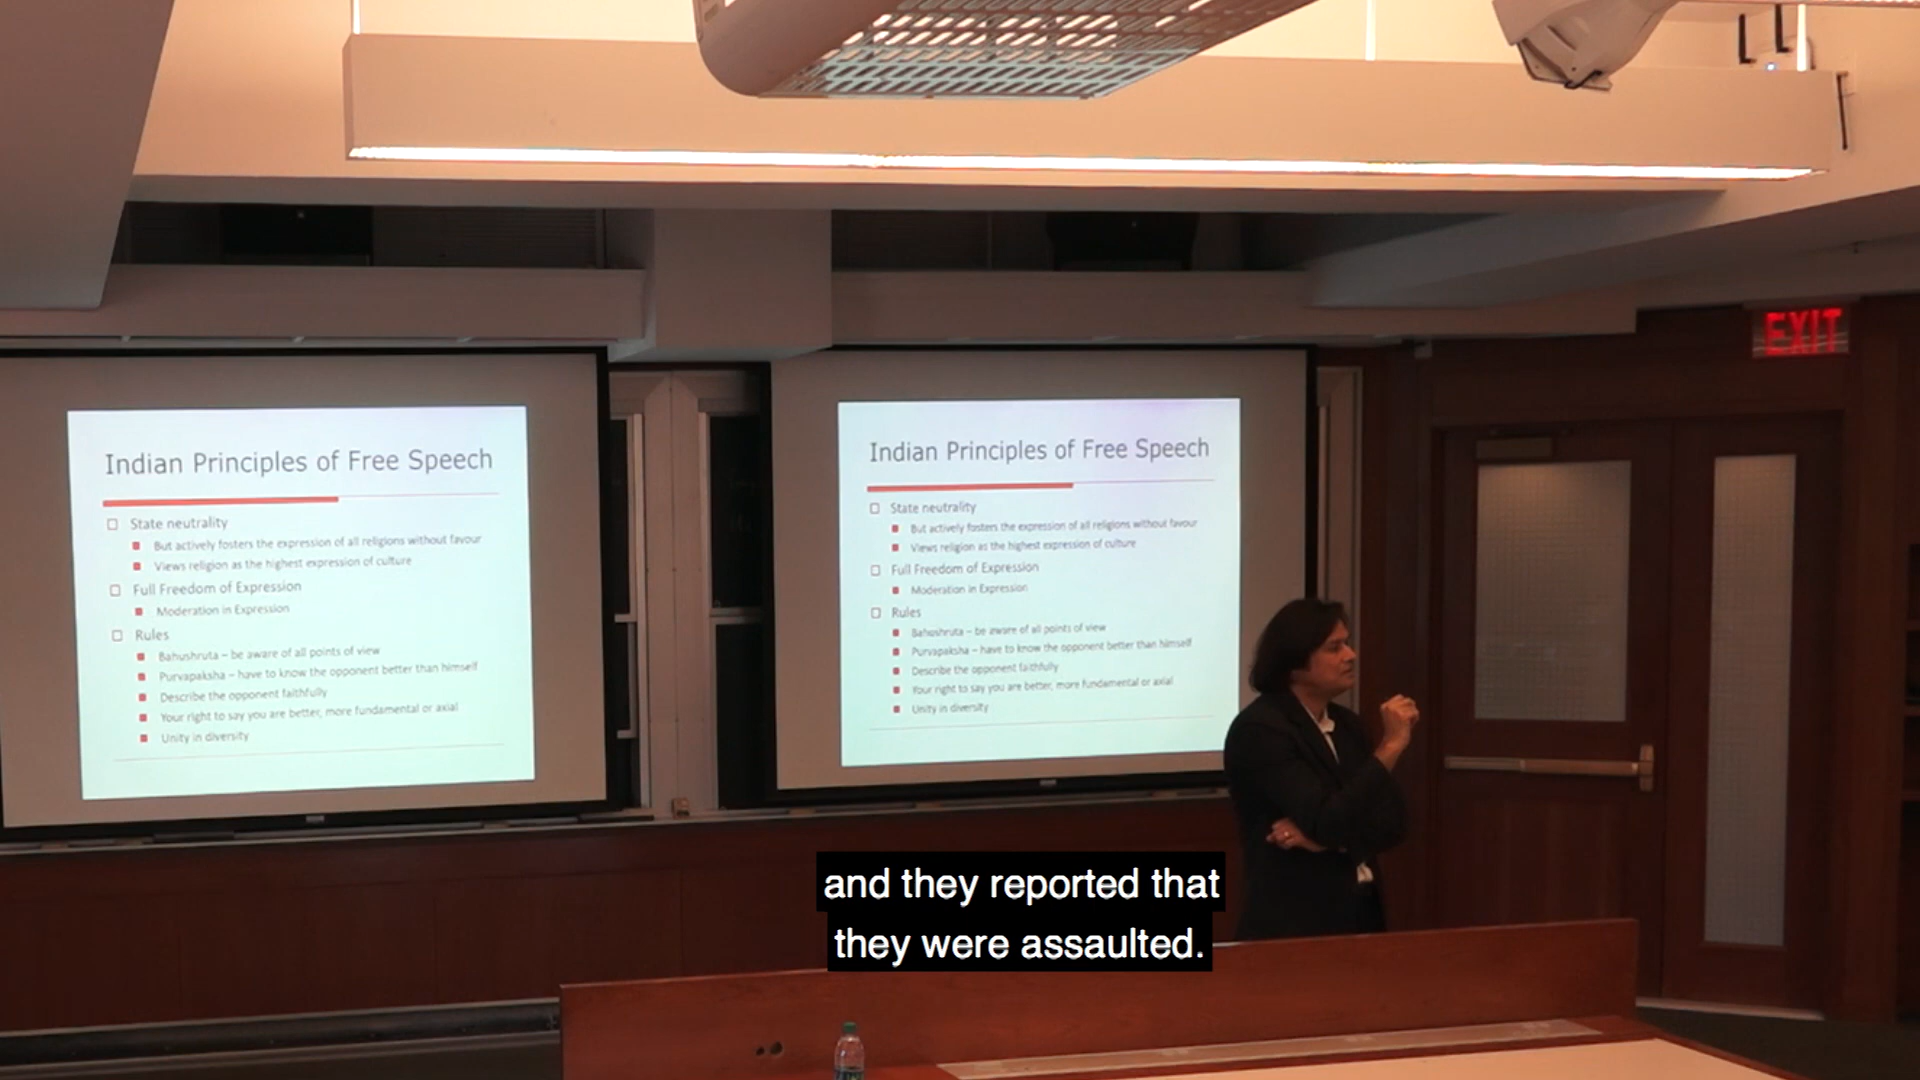 Indian Principles of Free Speech
State neutrality
But actively fosters the expression of all religions without favour
Views religion as the highest expression of culture
Full Freedom of Expression
Moderation in Expression
Rules
Bahushruta – be aware of all points of view
Purvapaksha – have to know the opponent better than himself
Describe the opponent faithfully
Your right to say you are better, more fundamental or axial
Unity in diversity
Indian Principles of Free Speech
State neutrality
But actively fosters the expression of all religions without favour
Views religion as the highest expression of culture
Full Freedom of Expression
Moderation in Expression
Rules
Bahushruta – be aware of all points of view
Purvapaksha – have to know the opponent better than himself
Describe the opponent faithfully
Your right to say you are better, more fundamental or axial
Unity in diversity
EXIT
and they reported that
they were assaulted.